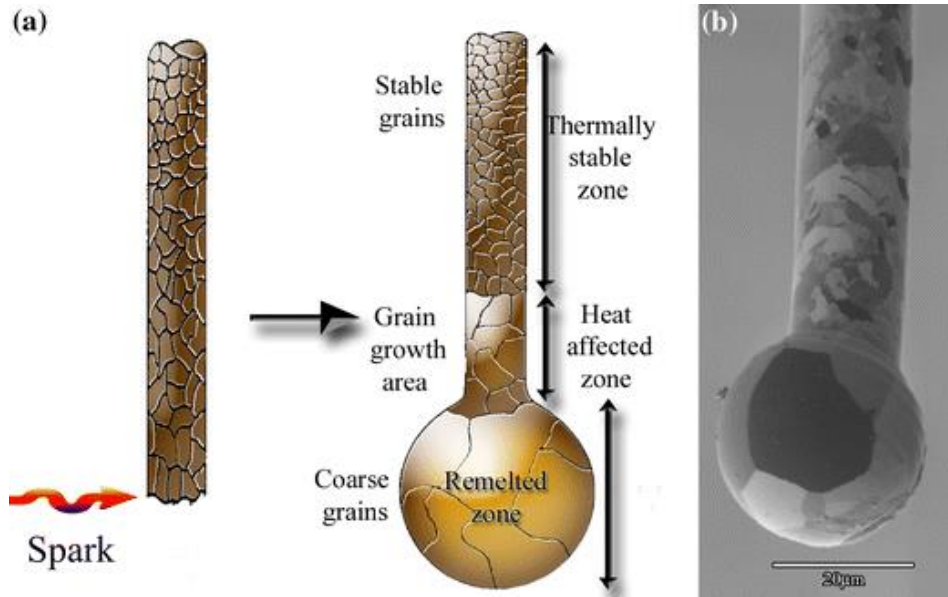 (a)
Spark
Stable
grains
Thermally
stable
zone
Grain
growth
area
Heat
affected
zone
Coarse
grains
Remelted
zone
(b)
20µm